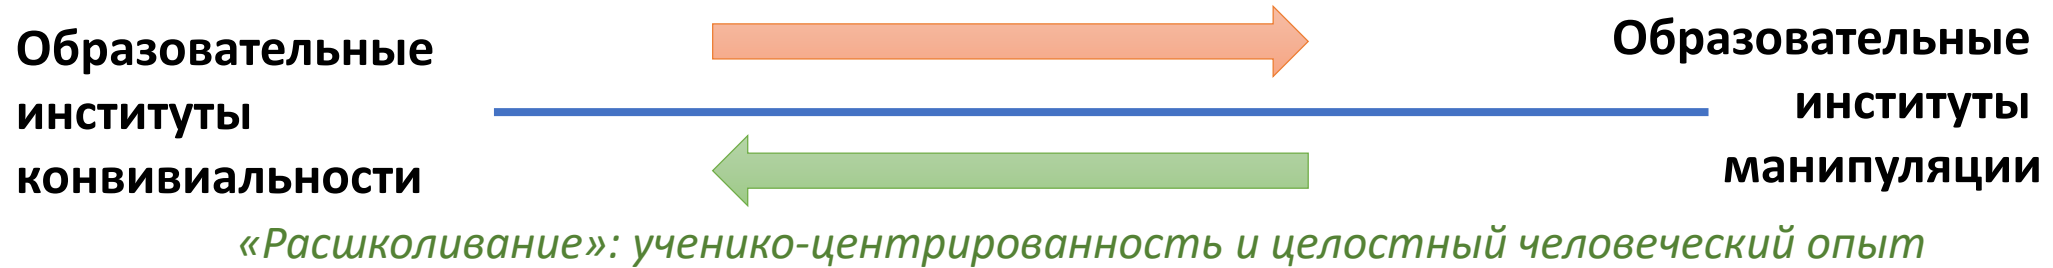 Образовательные
институты
конвивиальности
Образовательные
институты
манипуляции
«Расшколивание»: ученико-центрированность и целостный человеческий опыт